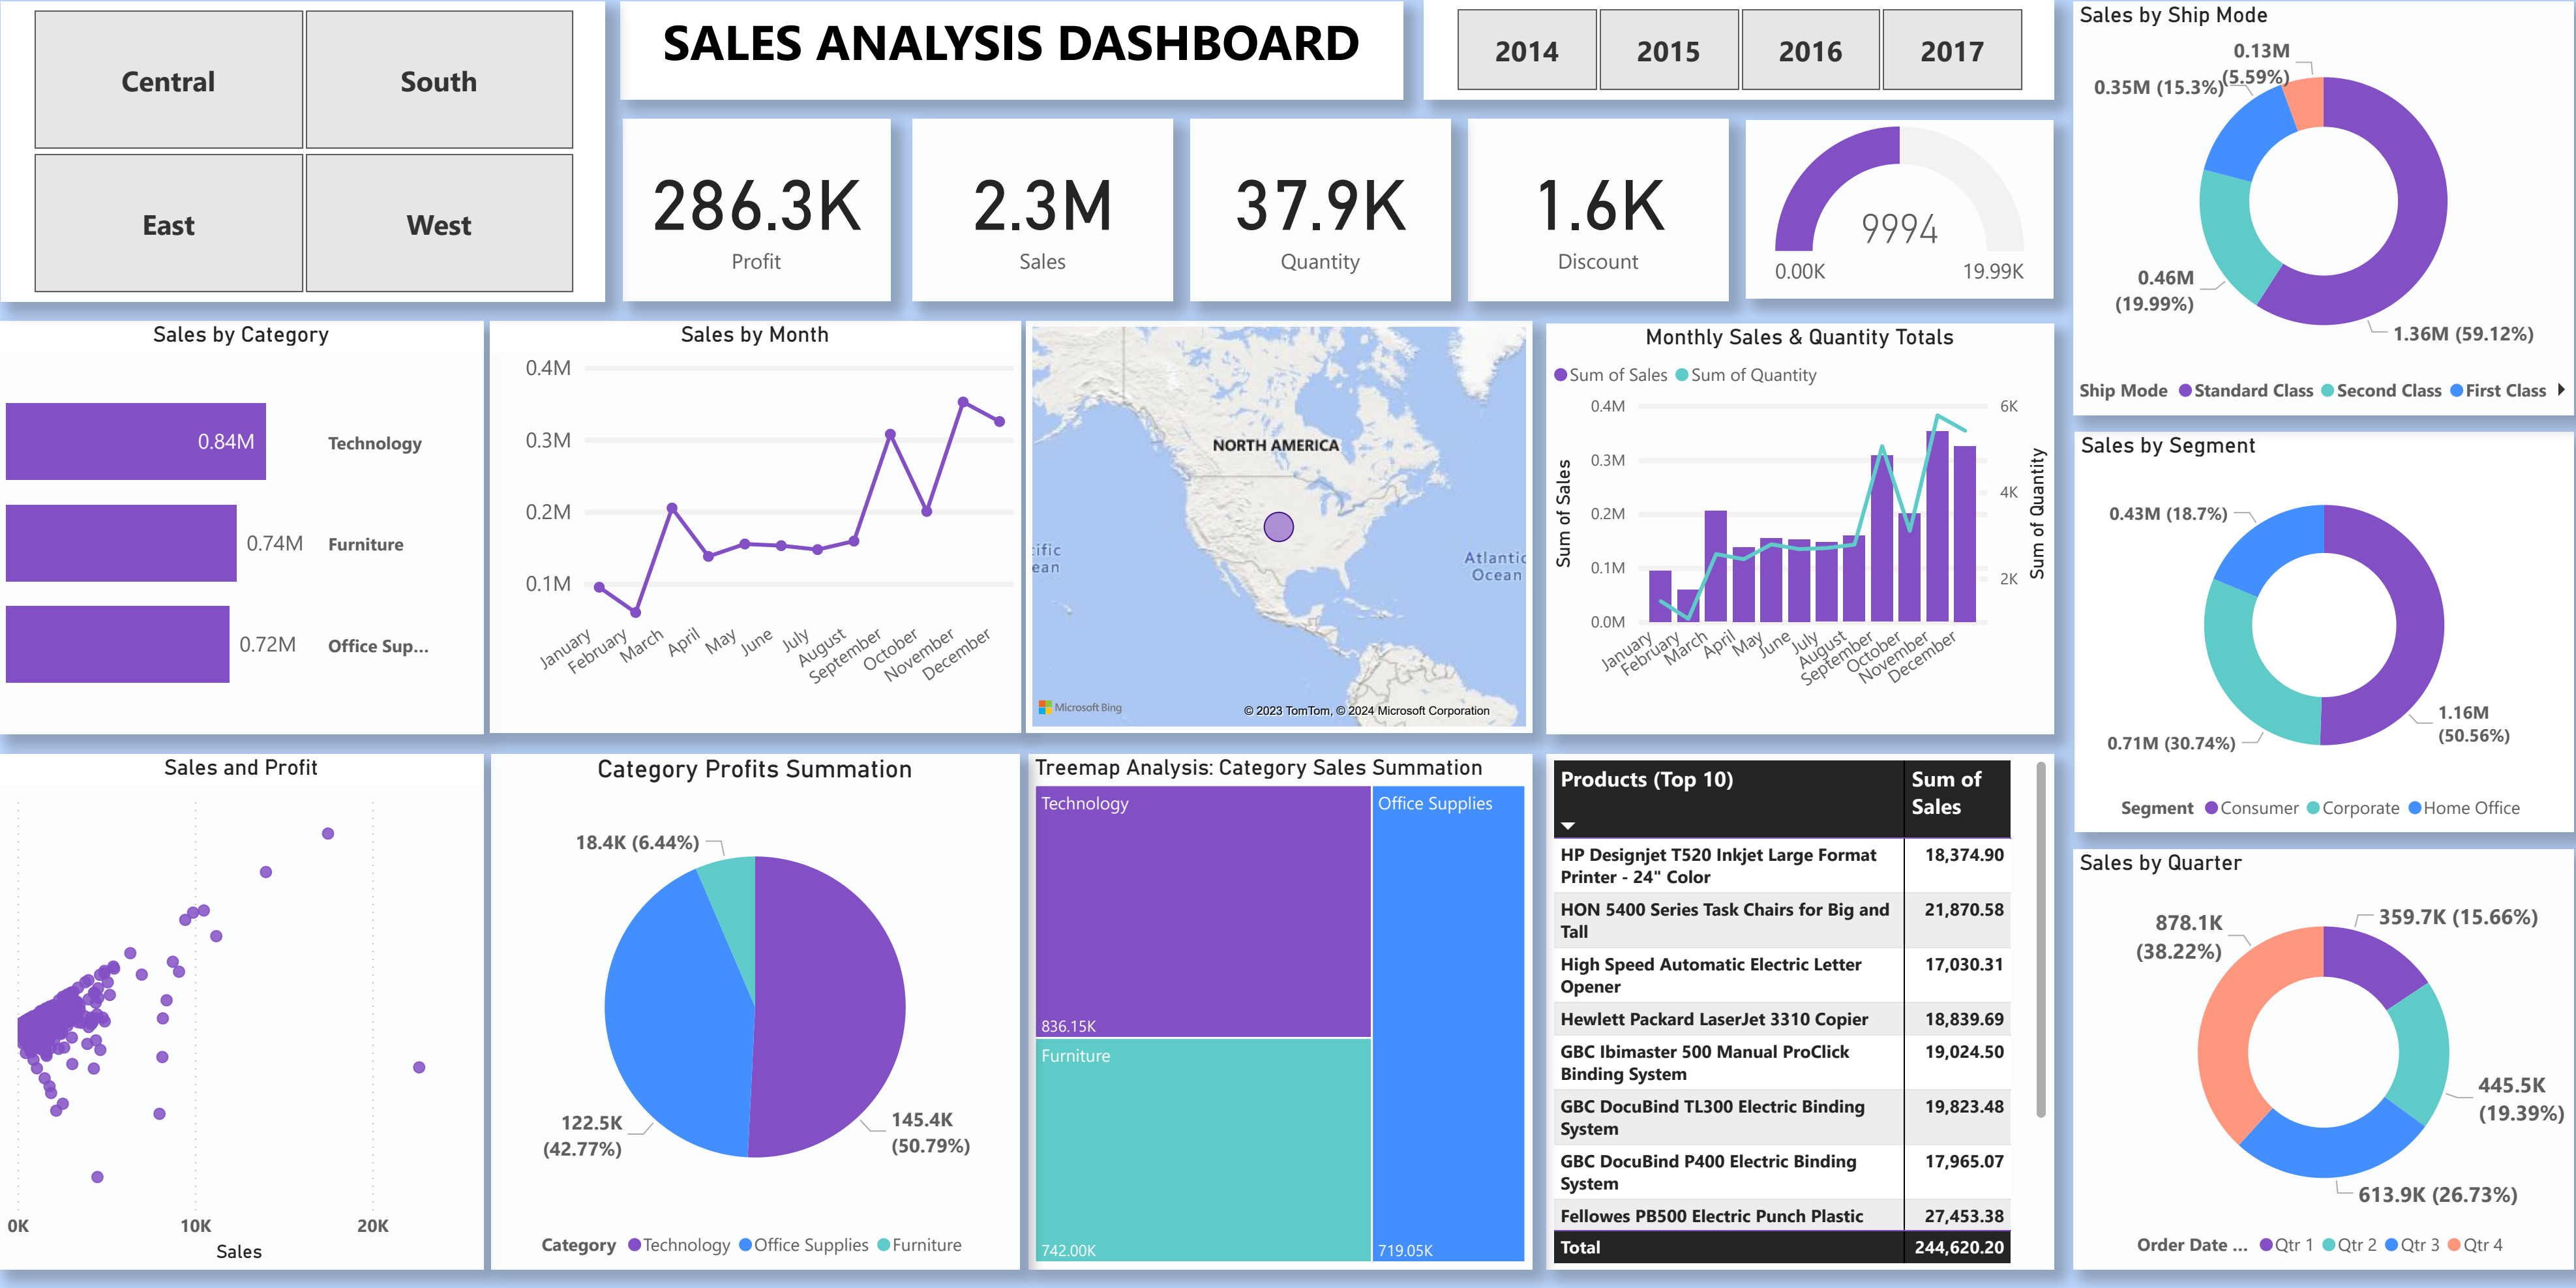 Central
South
East
West
SALES ANALYSIS DASHBOARD
2014
2015
2016
2017
286.3K
Profit
2.3M
Sales
37.9K
Quantity
1.6K
Discount
9994
0.00K
19.99K
Sales by Ship Mode
0.13M
(5.59%)
0.35M (15.3%)
0.46M
(19.99%)
1.36M (59.12%)
Ship Mode Standard Class Second Class First Class
Sales by Category
0.84M Technology
0.74M Furniture
0.72M Office Sup...
Sales by Month
0.4M
0.3M
0.2M
0.1M
January
February
March
April
May
June
July
August
September
October
November
December
NORTH AMERICA
cific
ean
Atlantic
Ocean
Microsoft Bing
© 2023 TomTom, © 2024 Microsoft Corporation
Monthly Sales & Quantity Totals
Sum of Sales Sum of Quantity
Sum of Sales
0.4M
0.3M
0.2M
0.1M
0.0M
6K
4K
2K
Sum of Quantity
January
February
March
April
May
June
July
August
September
October
November
December
Sales by Segment
0.43M (18.7%)
1.16M
(50.56%)
0.71M (30.74%)
Segment Consumer Corporate Home Office
Sales and Profit
0K
10K
20K
Sales
Category Profits Summation
18.4K (6.44%)
122.5K
(42.77%)
145.4K
(50.79%)
Category Technology Office Supplies Furniture
Treemap Analysis: Category Sales Summation
Technology
836.15K
Furniture
742.00K
Office Supplies
719.05K
Products (Top 10) Sum of
Sales
HP Designjet T520 Inkjet Large Format 18,374.90
Printer - 24" Color
HON 5400 Series Task Chairs for Big and 21,870.58
Tall
High Speed Automatic Electric Letter 17,030.31
Opener
Hewlett Packard LaserJet 3310 Copier 18,839.69
GBC Ibimaster 500 Manual ProClick 19,024.50
Binding System
GBC DocuBind TL300 Electric Binding 19,823.48
System
GBC DocuBind P400 Electric Binding 17,965.07
System
Fellowes PB500 Electric Punch Plastic 27,453.38
Total 244,620.20
Sales by Quarter
878.1K
(38.22%)
359.7K (15.66%)
445.5K
(19.39%)
613.9K (26.73%)
Order Date ... Qtr 1 Qtr 2 Qtr 3 Qtr 4